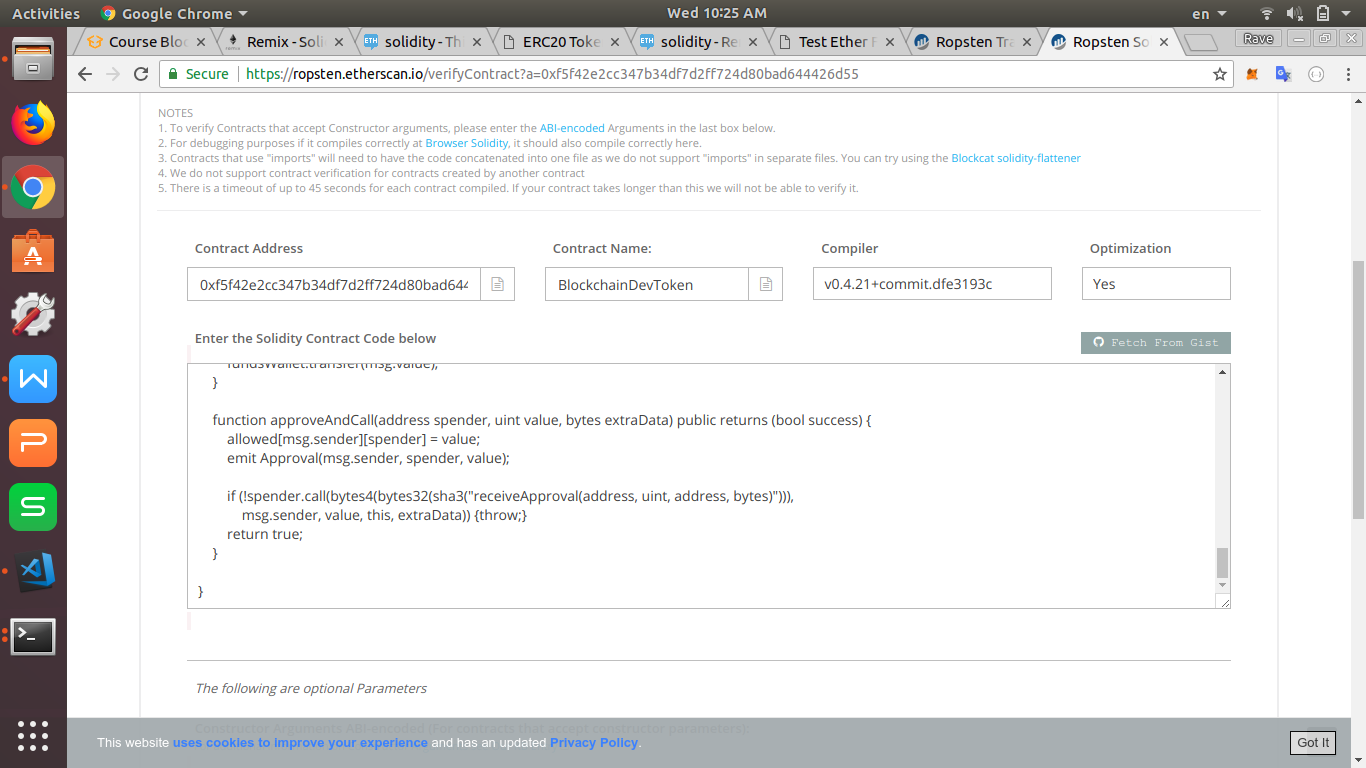 Activities Google Chrome Wed 10:25 AM en
Course Bloc Remix - Soli solidity - Th ERC20 Toke solidity - Re Test Ether F Ropsten Tra Ropsten So Rave
Secure https://ropsten.etherscan.io/verifyContract?a=0xf5f42e2cc347b34df7d2ff724d80bad644426d55
NOTES
1. To verify Contracts that accept Constructor arguments, please enter the ABI-encoded Arguments in the last box below.
2. For debugging purposes if it compiles correctly at Browser Solidity, it should also compile correctly here.
3. Contracts that use "imports" will need to have the code concatenated into one file as we do not support "imports" in separate files. You can try using the Blockcat solidity-flattener
4. We do not support contract verification for contracts created by another contract
5. There is a timeout of up to 45 seconds for each contract compiled. If your contract takes longer than this we will not be able to verify it.
Contract Address Contract Name: Compiler Optimization
0xf5f42e2cc347b34df7d2ff724d80bad644 BlockchainDevToken v0.4.21+commit.dfe3193c Yes
Enter the Solidity Contract Code below Fetch From Gist
fundsWallet.transfer(msg.value);
}
function approveAndCall(address spender, uint value, bytes extraData) public returns (bool success) {
allowed[msg.sender][spender] = value;
emit Approval(msg.sender, spender, value);
if (!spender.call(bytes4(bytes32(sha3("receiveApproval(address, uint, address, bytes)"))),
msg.sender, value, this, extraData)) {throw;}
return true;
}
}
The following are optional Parameters
Constructor Arguments ABI-encoded (For contracts that accept constructor parameters):
This website uses cookies to improve your experience and has an updated Privacy Policy. Got It